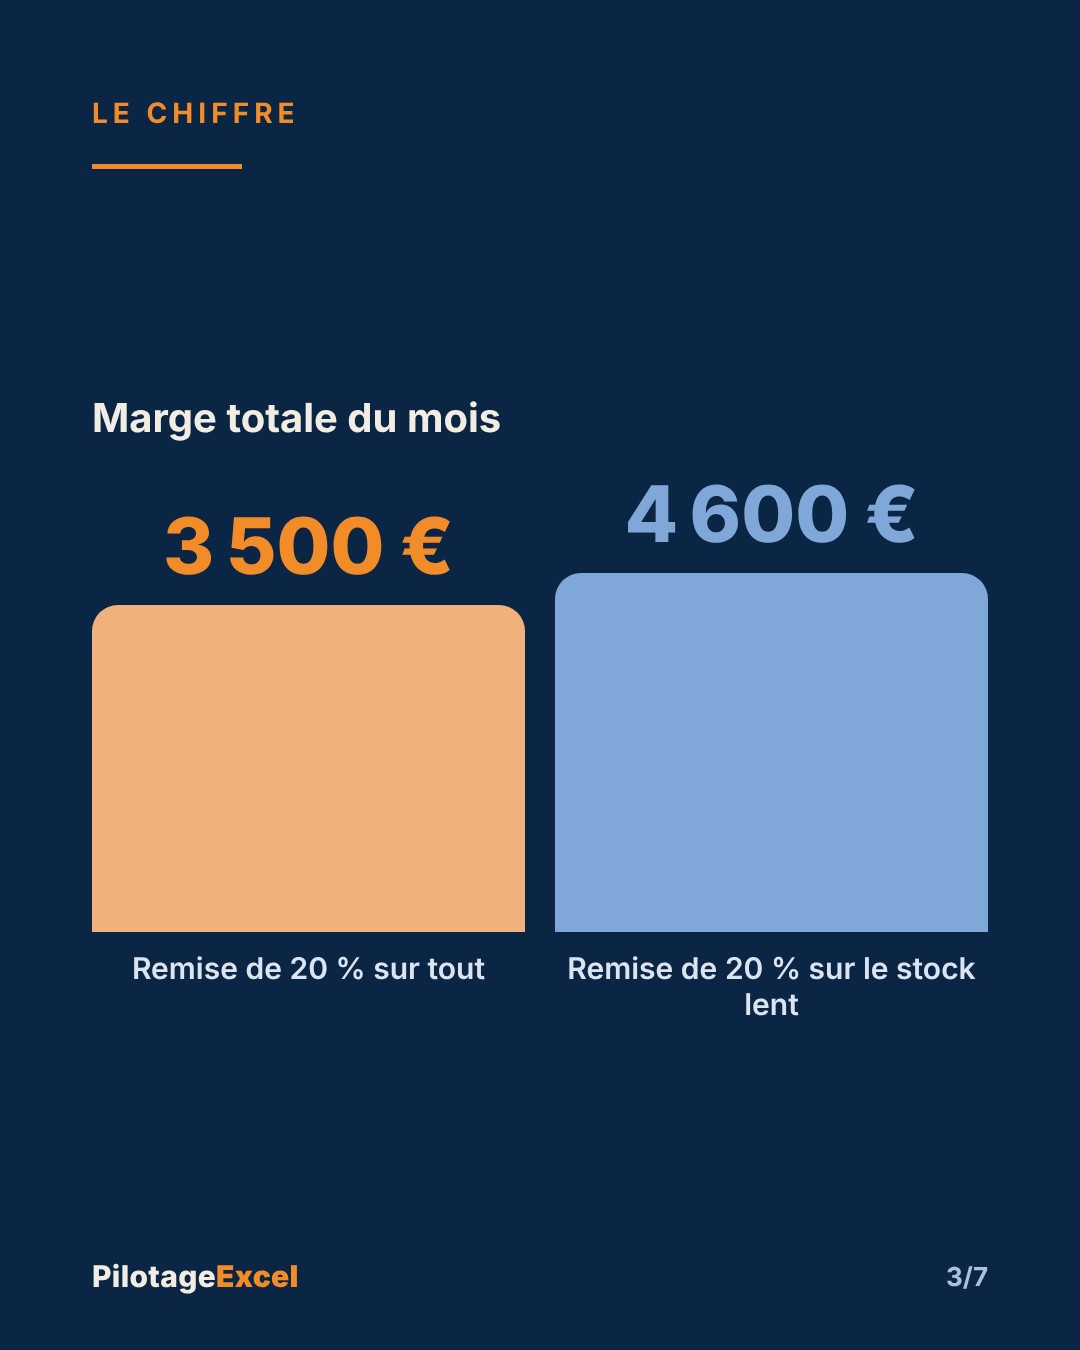 LE CHIFFRE
Marge totale du mois
3 500 €
4 600 €
Remise de 20 % sur tout
Remise de 20 % sur le stock
lent
PilotageExcel
3/7